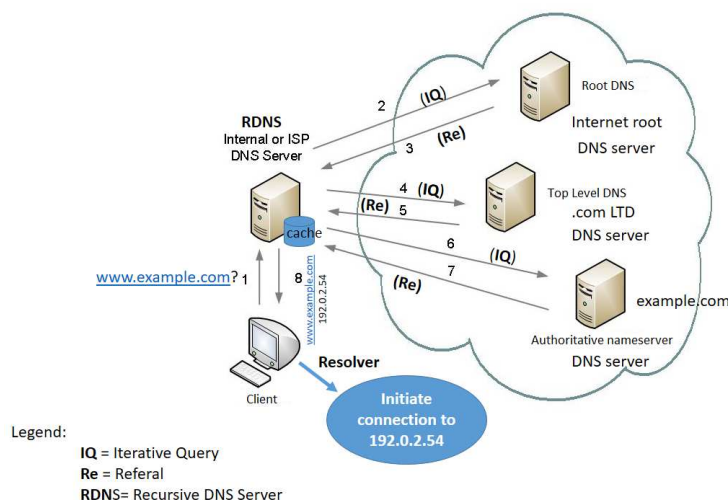 RDNS
Internal or ISP
DNS Server
2 (IQ)
3 (Re)
Root DNS
Internet root
DNS server
4 (IQ)
(Re) 5
Top Level DNS
.com LTD
DNS server
cache
6 (IQ)
7
(Re)
example.com
Authoritative nameserver
DNS server
www.example.com? 1
8
www.example.com
192.0.2.54
Client
Resolver
Initiate
connection to
192.0.2.54
Legend:
IQ = Iterative Query
Re = Referal
RDNS= Recursive DNS Server